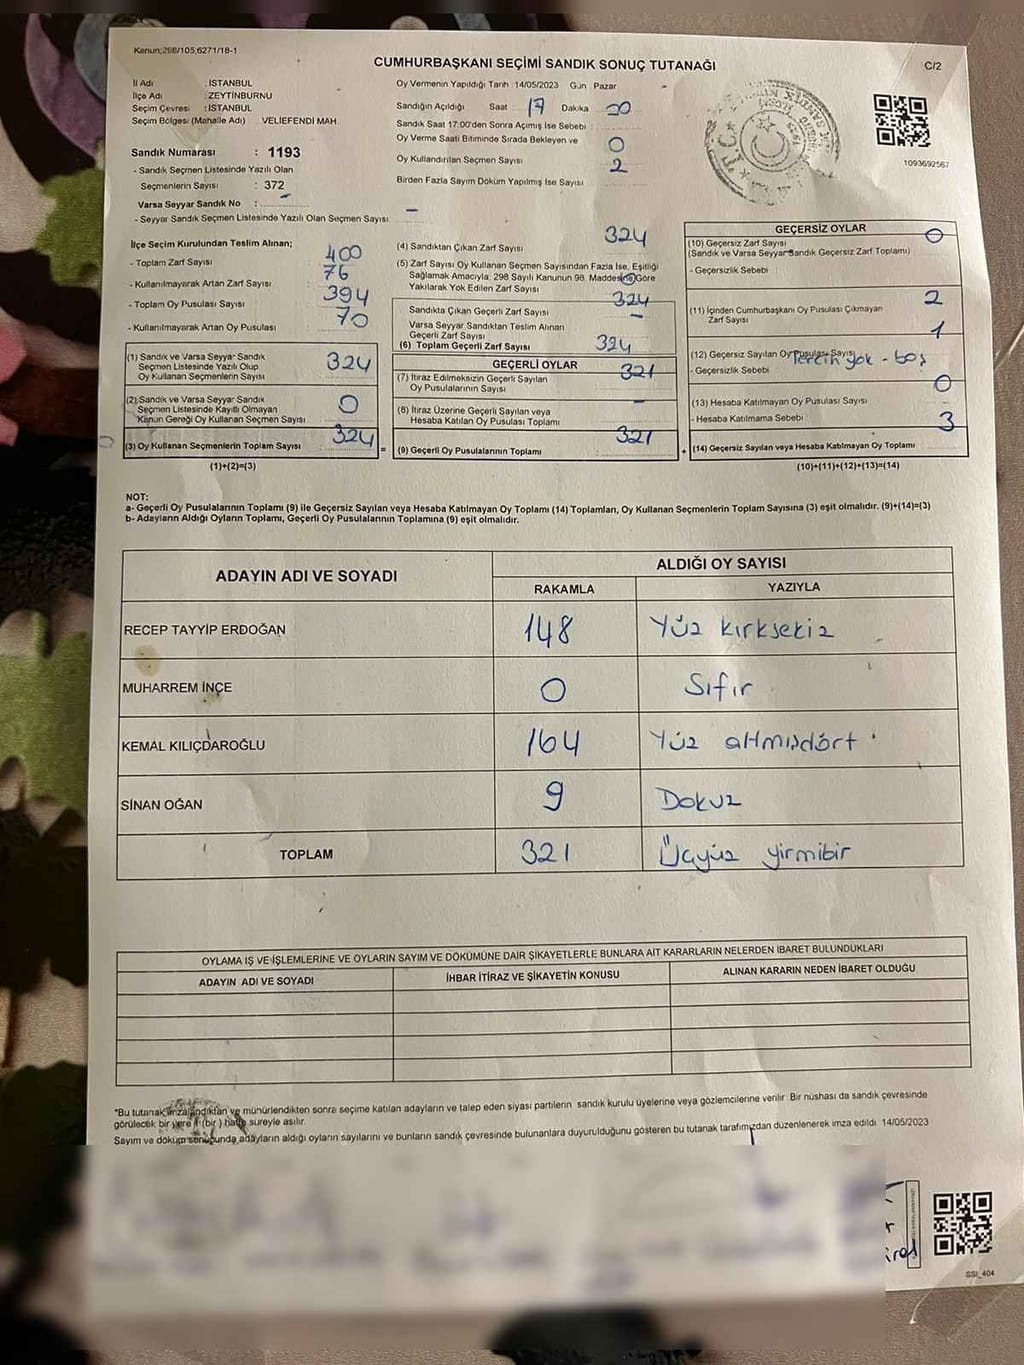 Kanun;298/105;6271/18-1
CUMHURBAŞKANI SEÇİMİ SANDIK SONUÇ TUTANAĞI
C/2
İl Adı : İSTANBUL
İlçe Adı : ZEYTİNBURNU
Seçim Çevresi : İSTANBUL
Seçim Bölgesi (Mahalle Adı) VELİEFENDİ MAH.
Sandık Numarası : 1193
- Sandık Seçmen Listesinde Yazılı Olan
Seçmenlerin Sayısı : 372
Varsa Seyyar Sandık No : -
- Seyyar Sandık Seçmen Listesinde Yazılı Olan Seçmen Sayısı: -
Oy Vermenin Yapıldığı Tarih :14/05/2023 Gün Pazar
Sandığın Açıldığı Saat 17 Dakika 20
Sandık Saat 17:00'den Sonra Açımış İse Sebebi :
Oy Verme Saati Bitiminde Sırada Bekleyen ve 0
Oy Kullandırılan Seçmen Sayısı 2
Birden Fazla Sayım Döküm Yapılmış İse Sayısı
1093692567
İlçe Seçim Kurulundan Teslim Alınan;
- Toplam Zarf Sayısı 400
- Kullanılmayarak Artan Zarf Sayısı : 76
- Toplam Oy Pusulası Sayısı 394
- Kullanılmayarak Artan Oy Pusulası 70
(1) Sandık ve Varsa Seyyar Sandık
Seçmen Listesinde Yazılı Olup
Oy Kullanan Seçmenlerin Sayısı 324
(2) Sandık ve Varsa Seyyar Sandık
Seçmen Listesinde Kayıtlı Olmayan
Kanun Gereği Oy Kullanan Seçmen Sayısı 0
(3) Oy Kullanan Seçmenlerin Toplam Sayısı 324
(1)+(2)=(3)
(4) Sandıktan Çıkan Zarf Sayısı 324
(5) Zarf Sayısı Oy Kullanan Seçmen Sayısından Fazla İse, Eşitliği
Sağlamak Amacıyla; 298 Sayılı Kanunun 98. Maddesine Göre
Yakılarak Yok Edilen Zarf Sayısı -
Sandıkta Çıkan Geçerli Zarf Sayısı 324
Varsa Seyyar Sandıktan Teslim Alınan
Geçerli Zarf Sayısı -
(6) Toplam Geçerli Zarf Sayısı 324
GEÇERLİ OYLAR
(7) İtiraz Edilmeksizin Geçerli Sayılan
Oy Pusulalarının Sayısı 321
(8) İtiraz Üzerine Geçerli Sayılan veya
Hesaba Katılan Oy Pusulası Toplamı -
(9) Geçerli Oy Pusulalarının Toplamı 321
GEÇERSİZ OYLAR
(10) Geçersiz Zarf Sayısı 0
(Sandık ve Varsa Seyyar Sandık Geçersiz Zarf Toplamı)
- Geçersizlik Sebebi
(11) İçinden Cumhurbaşkanı Oy Pusulası Çıkmayan
Zarf Sayısı 2
(12) Geçersiz Sayılan Oy Pusulası Sayısı 1
- Geçersizlik Sebebi Tercih yok - boş
(13) Hesaba Katılmayan Oy Pusulası Sayısı 0
- Hesaba Katılmama Sebebi :
(14) Geçersiz Sayılan veya Hesaba Katılmayan Oy Toplamı 3
(10)+(11)+(12)+(13)=(14)
NOT:
a- Geçerli Oy Pusulalarının Toplamı (9) ile Geçersiz Sayılan veya Hesaba Katılmayan Oy Toplamı (14) Toplamları, Oy Kullanan Seçmenlerin Toplam Sayısına (3) eşit olmalıdır. (9)+(14)=(3)
b- Adayların Aldığı Oyların Toplamı, Geçerli Oy Pusulalarının Toplamına (9) eşit olmalıdır.
ADAYIN ADI VE SOYADI
ALDIĞI OY SAYISI
RAKAMLA YAZIYLA
RECEP TAYYİP ERDOĞAN 148 Yüz kırksekiz
MUHARREM İNCE 0 Sıfır
KEMAL KILIÇDAROĞLU 164 Yüz altmışdört
SİNAN OĞAN 9 Dokuz
TOPLAM 321 Üçyüz yirmibir
OYLAMA İŞ VE İŞLEMLERİNE VE OYLARIN SAYIM VE DÖKÜMÜNE DAİR ŞİKAYETLERLE BUNLARA AİT KARARLARIN NELERDEN İBARET BULUNDUKLARI
ADAYIN ADI VE SOYADI İHBAR İTİRAZ VE ŞİKAYETİN KONUSU ALINAN KARARIN NEDEN İBARET OLDUĞU
*Bu tutanak imzalandıktan ve mühürlendikten sonra seçime katılan adayların ve talep eden siyasi partilerin sandık kurulu üyelerine veya gözlemcilerine verilir. Bir nüshası da sandık çevresinde
görülecek bir yere 1 (bir) hafta süreyle asılır.
Sayım ve döküm sonucunda, adayların aldığı oyların sayılarını ve bunların sandık çevresinde bulunanlara duyurulduğunu gösteren bu tutanak tarafımızdan düzenlenerek imza edildi. 14/05/2023
SSI_404